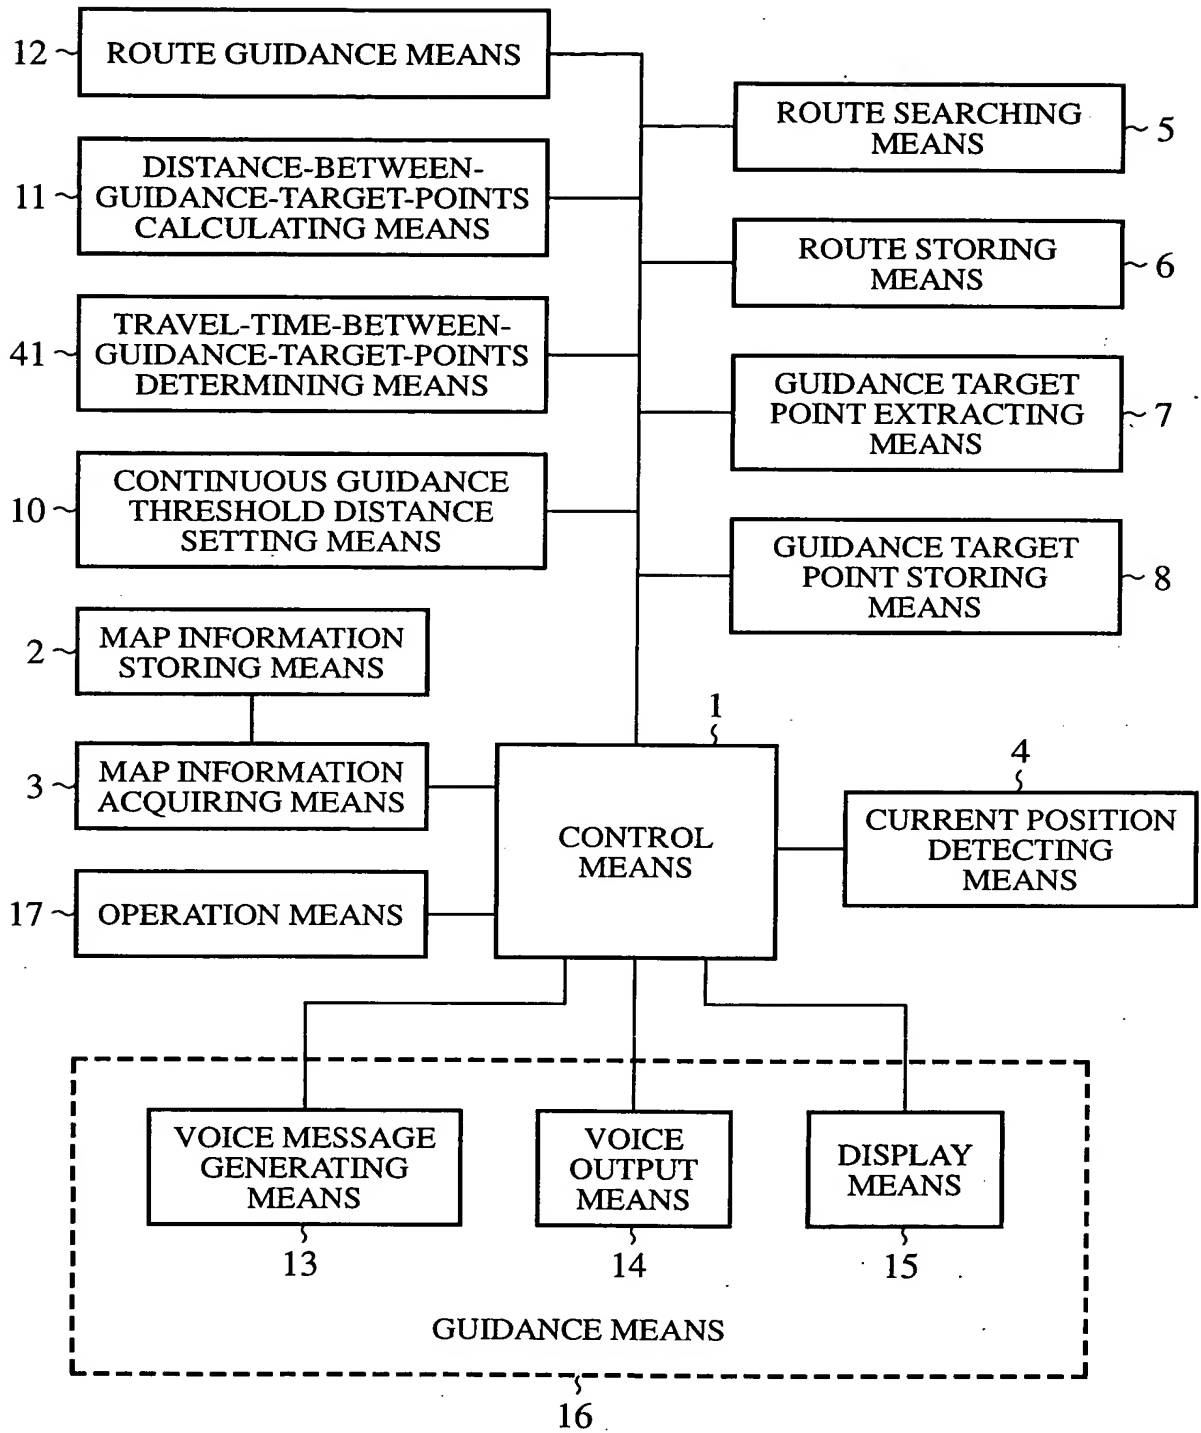 12
ROUTE GUIDANCE MEANS
ROUTE SEARCHING
MEANS
5
11
DISTANCE-BETWEEN-
GUIDANCE-TARGET-POINTS
CALCULATING MEANS
ROUTE STORING
MEANS
6
41
TRAVEL-TIME-BETWEEN-
GUIDANCE-TARGET-POINTS
DETERMINING MEANS
GUIDANCE TARGET
POINT EXTRACTING
MEANS
7
10
CONTINUOUS GUIDANCE
THRESHOLD DISTANCE
SETTING MEANS
GUIDANCE TARGET
POINT STORING
MEANS
8
2
MAP INFORMATION
STORING MEANS
1
3
MAP INFORMATION
ACQUIRING MEANS
CONTROL
MEANS
4
CURRENT POSITION
DETECTING
MEANS
17
OPERATION MEANS
VOICE MESSAGE
GENERATING
MEANS
13
VOICE
OUTPUT
MEANS
14
DISPLAY
MEANS
15
GUIDANCE MEANS
16